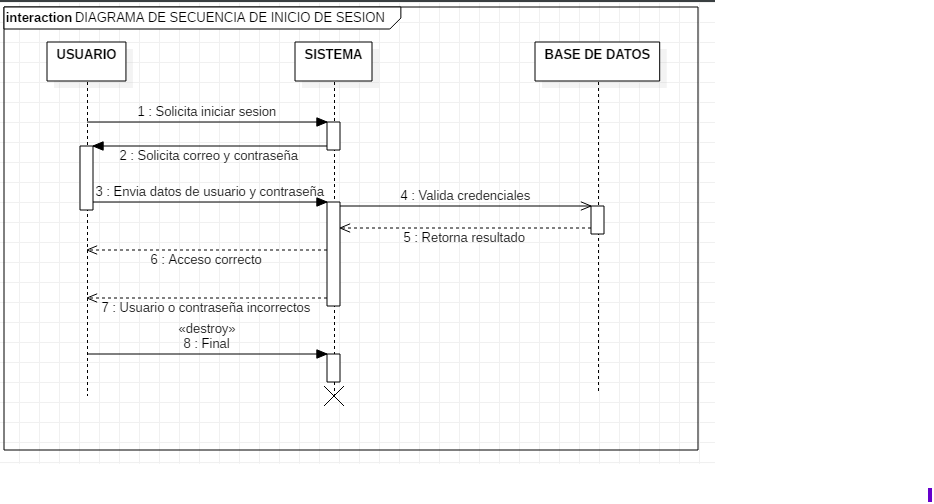 interaction DIAGRAMA DE SECUENCIA DE INICIO DE SESION
USUARIO
SISTEMA
BASE DE DATOS
1 : Solicita iniciar sesion
2 : Solicita correo y contraseña
3 : Envia datos de usuario y contraseña
4 : Valida credenciales
5 : Retorna resultado
6 : Acceso correcto
7 : Usuario o contraseña incorrectos
«destroy»
8 : Final